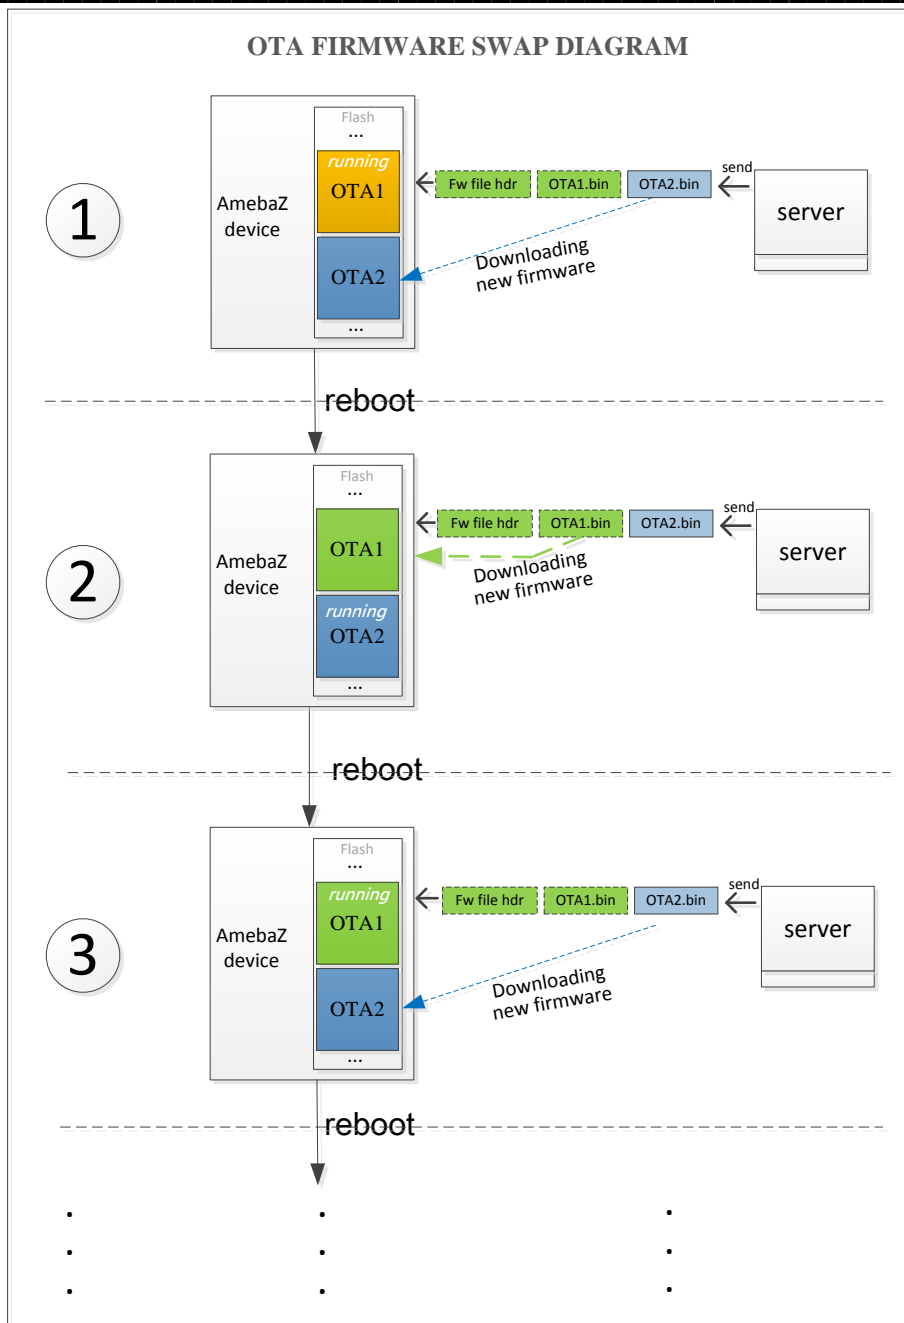 OTA FIRMWARE SWAP DIAGRAM
1
AmebaZ
device
Flash
...
running
OTA1
OTA2
...
Fw file hdr
OTA1.bin
OTA2.bin
send
server
Downloading
new firmware
reboot
2
AmebaZ
device
Flash
...
OTA1
running
OTA2
...
Fw file hdr
OTA1.bin
OTA2.bin
send
server
Downloading
new firmware
reboot
3
AmebaZ
device
Flash
...
running
OTA1
OTA2
...
Fw file hdr
OTA1.bin
OTA2.bin
send
server
Downloading
new firmware
reboot
. . .
. . .
. . .